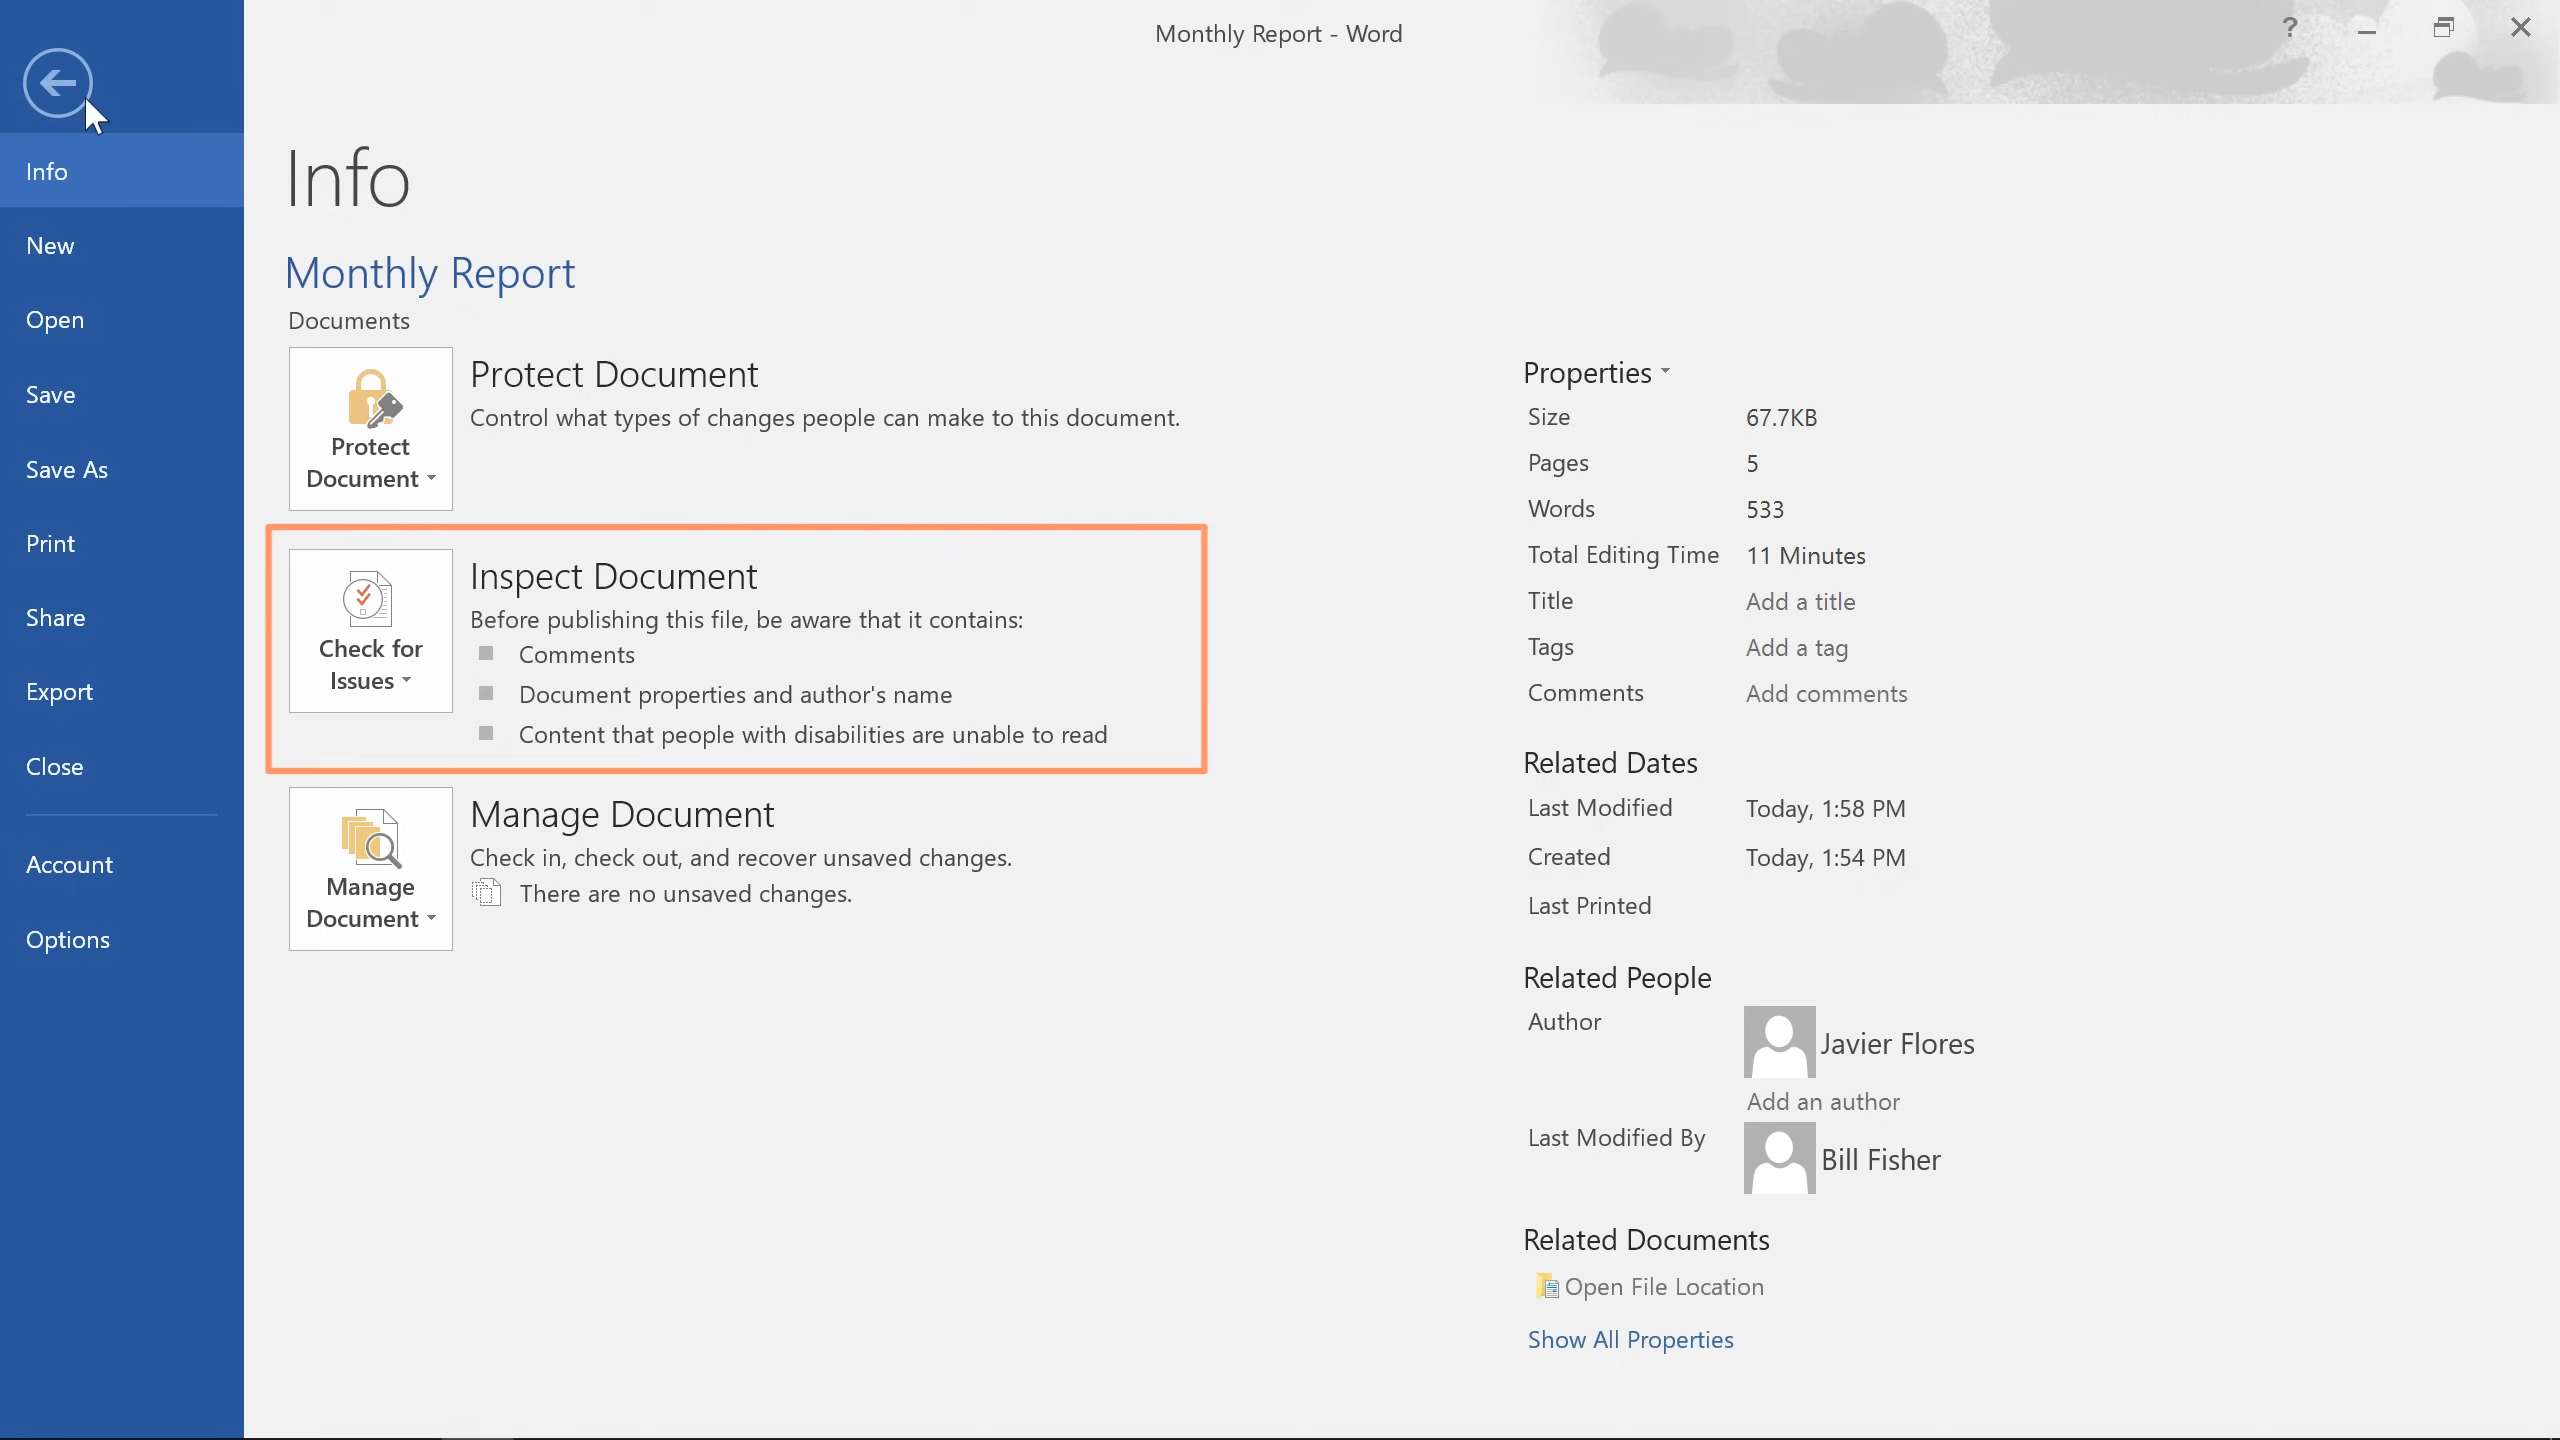 Monthly Report - Word
?
Info
New
Open
Save
Save As
Print
Share
Export
Close
Account
Options
Info
Monthly Report
Documents
Protect
Document
Protect Document
Control what types of changes people can make to this document.
Check for
Issues
Inspect Document
Before publishing this file, be aware that it contains:
Comments
Document properties and author's name
Content that people with disabilities are unable to read
Manage
Document
Manage Document
Check in, check out, and recover unsaved changes.
There are no unsaved changes.
Properties
Size 67.7KB
Pages 5
Words 533
Total Editing Time 11 Minutes
Title Add a title
Tags Add a tag
Comments Add comments
Related Dates
Last Modified Today, 1:58 PM
Created Today, 1:54 PM
Last Printed
Related People
Author Javier Flores
Add an author
Last Modified By Bill Fisher
Related Documents
Open File Location
Show All Properties